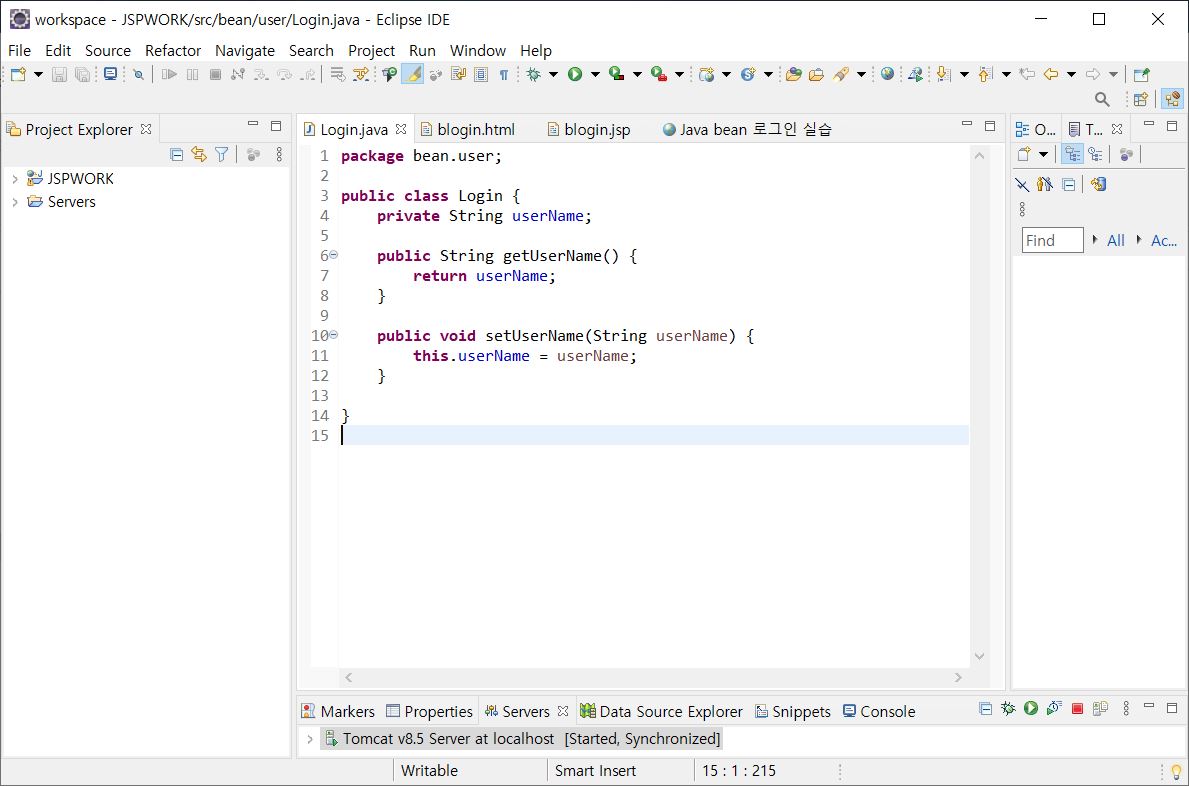 workspace - JSPWORK/src/bean/user/Login.java - Eclipse IDE
File Edit Source Refactor Navigate Search Project Run Window Help
Project Explorer
JSPWORK
Servers
Login.java blogin.html blogin.jsp Java bean 로그인 실습
1 package bean.user;
2
3 public class Login {
4 private String userName;
5
6 public String getUserName() {
7 return userName;
8 }
9
10 public void setUserName(String userName) {
11 this.userName = userName;
12 }
13
14 }
15
O... T...
Find All Ac...
Markers Properties Servers Data Source Explorer Snippets Console
Tomcat v8.5 Server at localhost [Started, Synchronized]
Writable Smart Insert 15 : 1 : 215